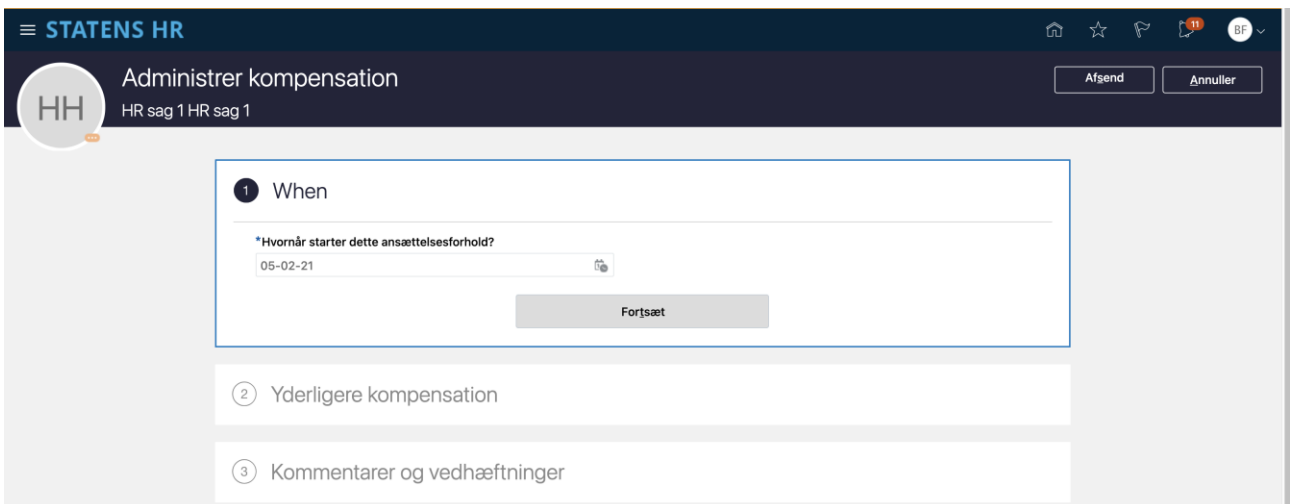 STATENS HR
11
BF
Administrer kompensation
Afsend
Annuller
HH
HR sag 1 HR sag 1
1 When
*Hvornår starter dette ansættelsesforhold?
05-02-21
Fortsæt
2 Yderligere kompensation
3 Kommentarer og vedhæftninger